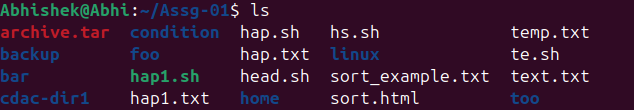 Abhishek@Abhi:~/Assg-01$ ls
archive.tar condition hap.sh hs.sh temp.txt
backup foo hap.txt linux te.sh
bar hap1.sh head.sh sort_example.txt text.txt
cdac-dir1 hap1.txt home sort.html too